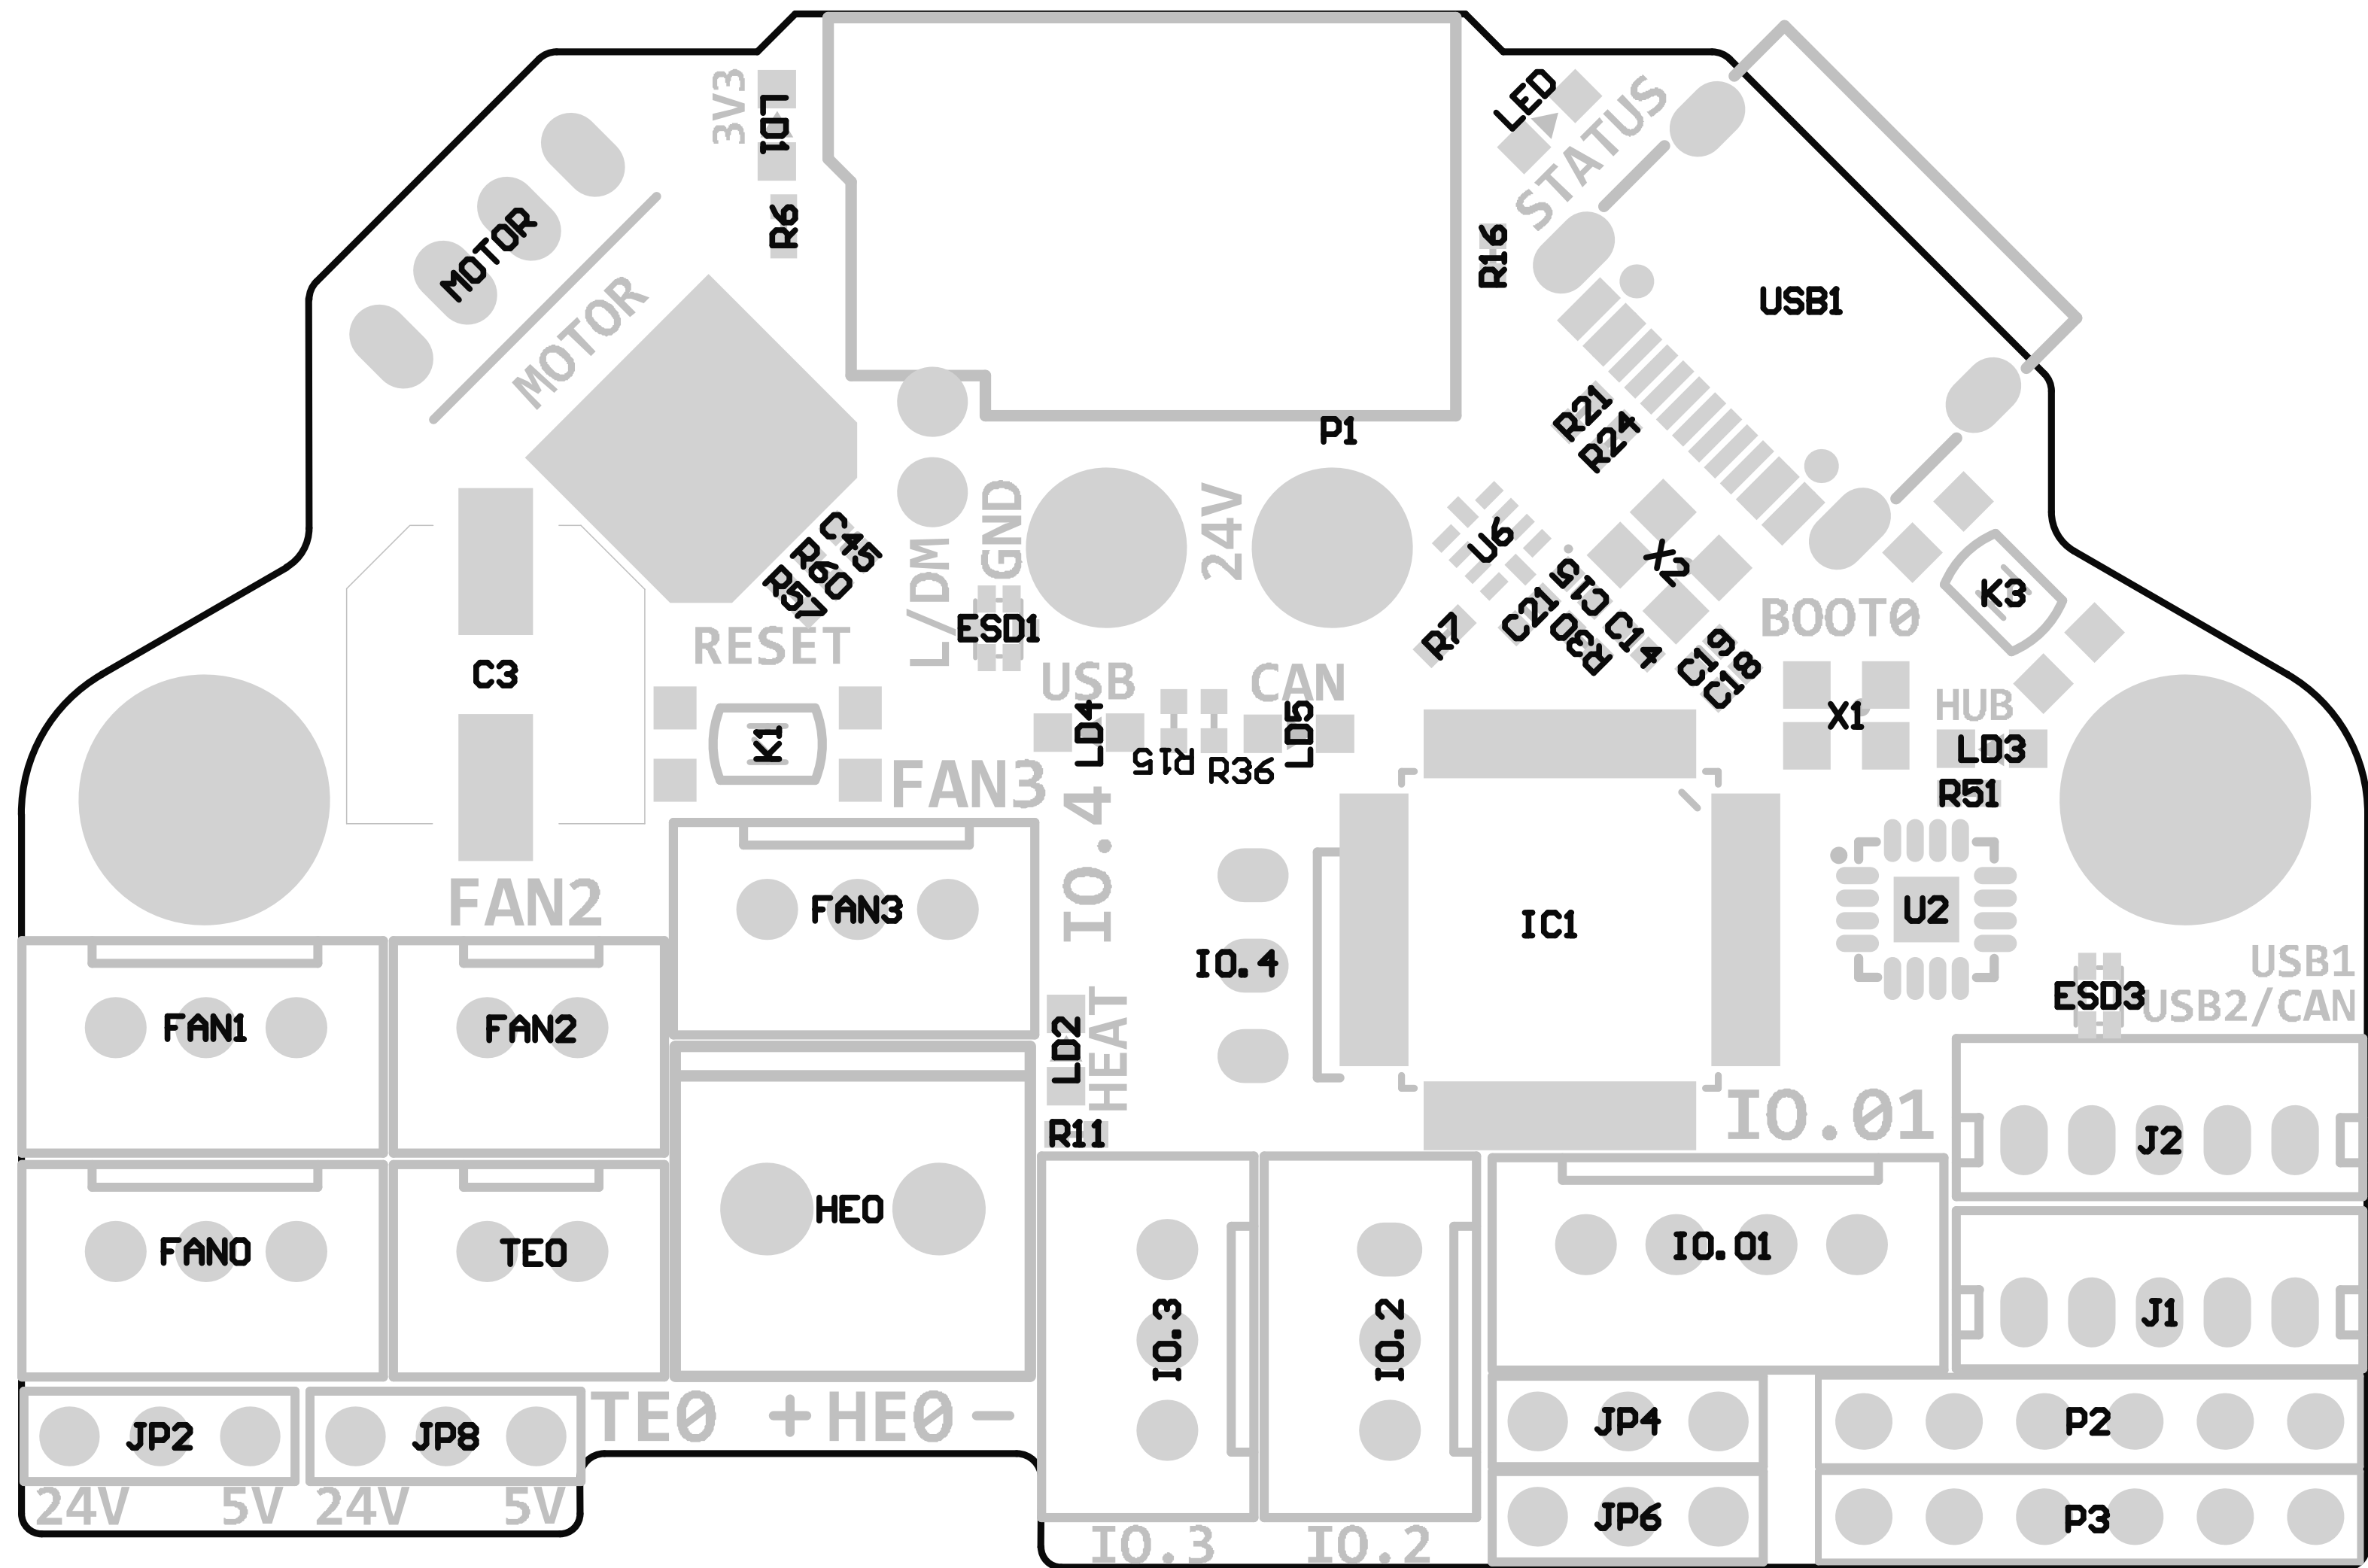 3V3
LD1
LED
STATUS
MOTOR
R6
R16
USB1
MOTOR
R21
P1
R24
24V
GND
C45
R60
R57
U6
X2
L/DM
K3
C15
C21
R30
C14
R7
BOOT0
ESD1
RESET
C3
USB
CAN
C19
C18
HUB
LD4
LD5
X1
K1
LD3
R15
R36
FAN3
R51
IO.4
FAN2
FAN3
U2
IC1
IO.4
USB1
ESD3
USB2/CAN
FAN1
FAN2
LD2
HEAT
IO.01
R11
J2
HE0
FAN0
TE0
IO.01
J1
IO.3
IO.2
TE0 + HE0 -
JP2
JP8
JP4
P2
24V 5V 24V 5V
JP6
P3
IO.3
IO.2